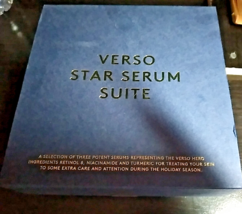 VERSO
STAR SERUM
SUITE
A SELECTION OF THREE POTENT SERUMS REPRESENTING THE VERSO HERO
INGREDIENTS RETINOL 8, NIACINAMIDE AND TURMERIC FOR TREATING YOUR SKIN
TO SOME EXTRA CARE AND ATTENTION DURING THE HOLIDAY SEASON.